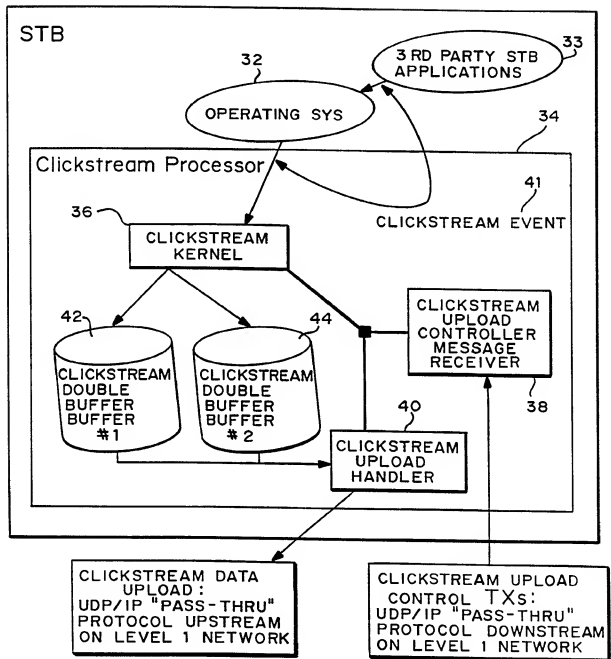 STB
32
33
3RD PARTY STB
APPLICATIONS
OPERATING SYS
34
Clickstream Processor
41
CLICKSTREAM EVENT
36
CLICKSTREAM
KERNEL
42
CLICKSTREAM
DOUBLE
BUFFER
BUFFER
#1
44
CLICKSTREAM
DOUBLE
BUFFER
BUFFER
#2
CLICKSTREAM
UPLOAD
CONTROLLER
MESSAGE
RECEIVER
38
40
CLICKSTREAM
UPLOAD
HANDLER
CLICKSTREAM DATA
UPLOAD:
UDP/IP "PASS-THRU"
PROTOCOL UPSTREAM
ON LEVEL 1 NETWORK
CLICKSTREAM UPLOAD
CONTROL TXs:
UDP/IP "PASS-THRU"
PROTOCOL DOWNSTREAM
ON LEVEL 1 NETWORK